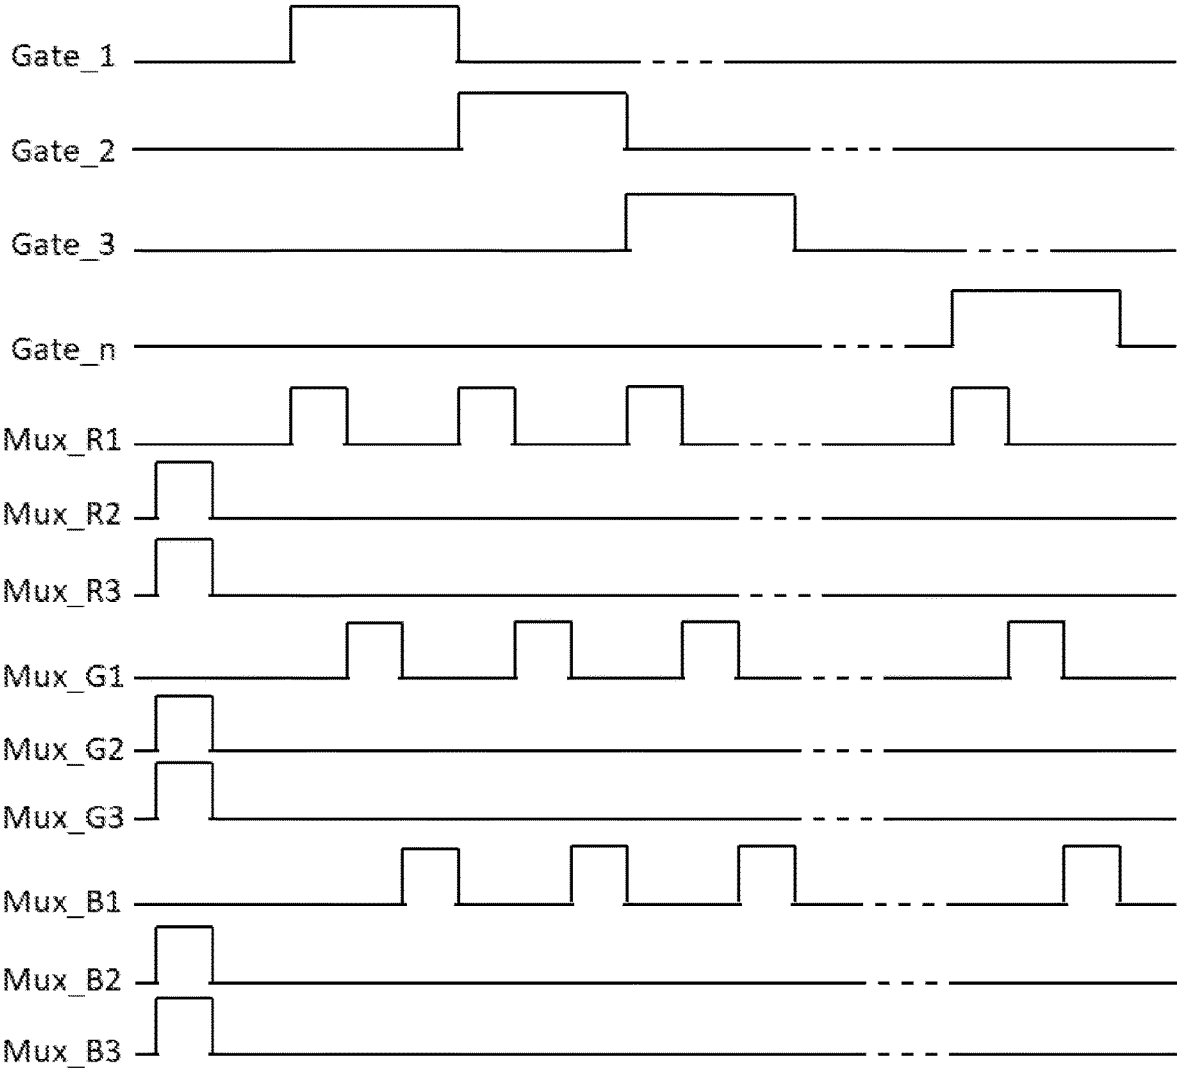 Gate_1
Gate_2
Gate_3
Gate_n
Mux_R1
Mux_R2
Mux_R3
Mux_G1
Mux_G2
Mux_G3
Mux_B1
Mux_B2
Mux_B3